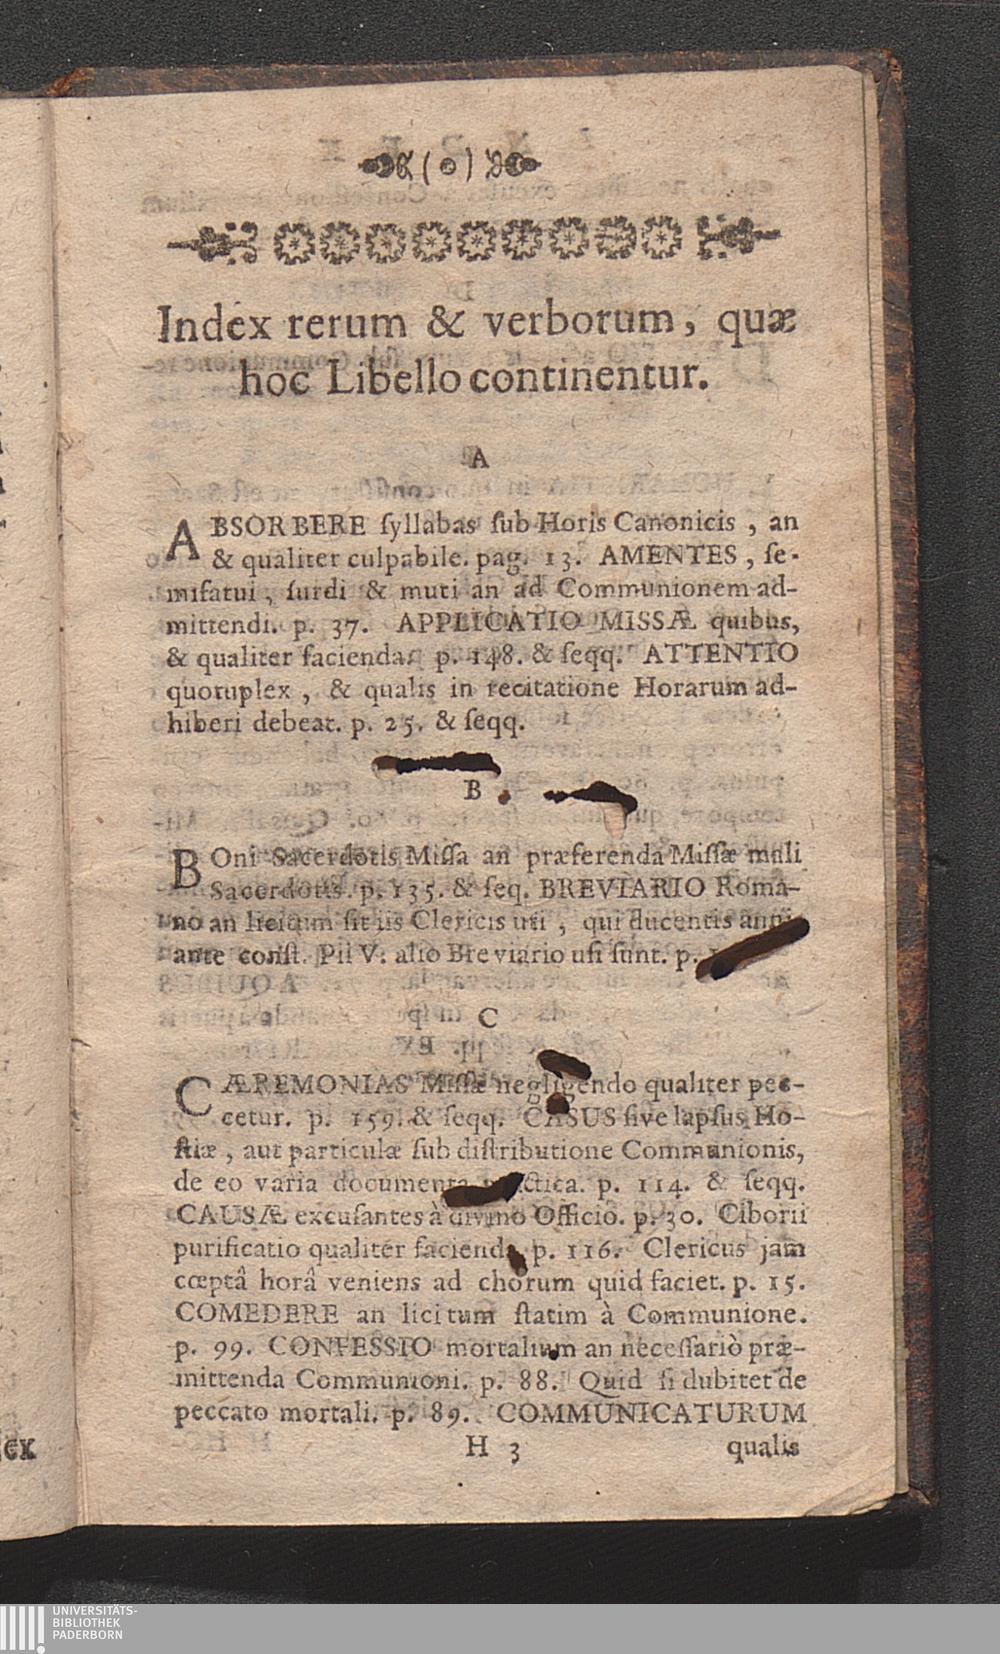 ( o )
Index rerum & verborum, quæ
hoc Libello continentur.
A
ABSORBERE ſyllabas ſub Horis Canonicis, an
& qualiter culpabile. pag. 13. AMENTES, ſe-
mifatui, ſurdi & muti an ad Communionem ad-
mittendi. p. 37. APPLICATIO MISSÆ quibus,
& qualiter facienda. p. 148. & ſeqq. ATTENTIO
quotuplex, & qualis in recitatione Horarum ad-
hiberi debeat. p. 25. & ſeqq.
B
BOni Sacerdotis Miſſa an præferenda Miſſæ mali
Sacerdotis. p. 135. & ſeq. BREVIARIO Roma-
no an licitum ſit iis Clericis uti, qui ducentis anni
ante conſt. Pii V: alio Breviario uſi ſunt. p.
C
CÆREMONIAS Miſſæ negligendo qualiter pec-
cetur. p. 159. & ſeqq. CASUS ſive lapſus Ho-
ſtiæ, aut particulæ ſub diſtributione Communionis,
de eo varia documenta p. 114. & ſeqq.
CAUSÆ excuſantes à divino Officio. p. 30. Ciborii
purificatio qualiter facienda p. 116. Clericus jam
cœptâ horâ veniens ad chorum quid faciet. p. 15.
COMEDERE an licitum ſtatim à Communione.
p. 99. CONFESSIO mortalium an neceſſariò præ-
mittenda Communioni. p. 88. Quid ſi dubitet de
peccato mortali. p. 89. COMMUNICATURUM
H 3 qualis
UNIVERSITÄTS-
BIBLIOTHEK
PADERBORN